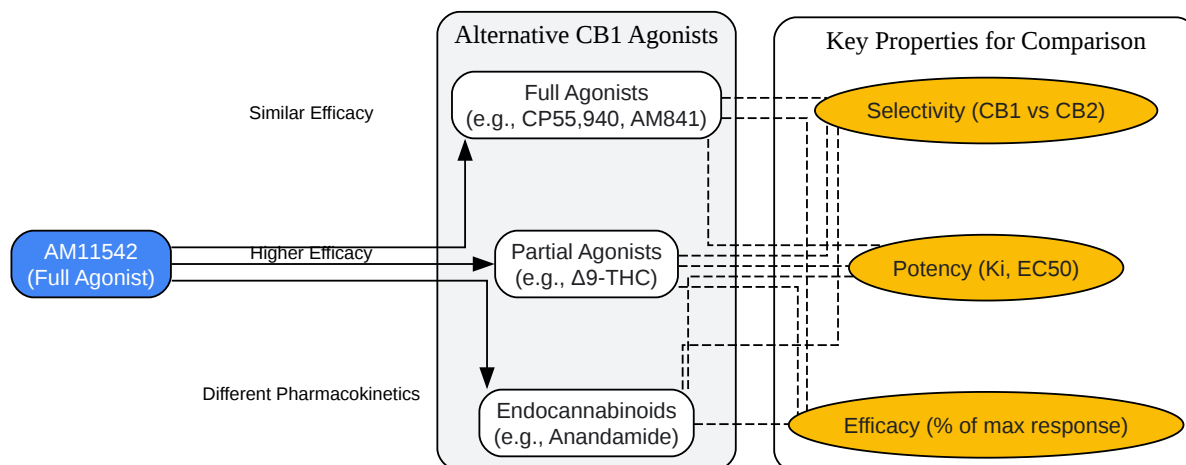 Alternative CB1 Agonists
Key Properties for Comparison
Similar Efficacy
Full Agonists
(e.g., CP55,940, AM841)
Selectivity (CB1 vs CB2)
AM11542
(Full Agonist)
Higher Efficacy
Partial Agonists
(e.g., Δ9-THC)
Potency (Ki, EC50)
Different Pharmacokinetics
Endocannabinoids
(e.g., Anandamide)
Efficacy (% of max response)